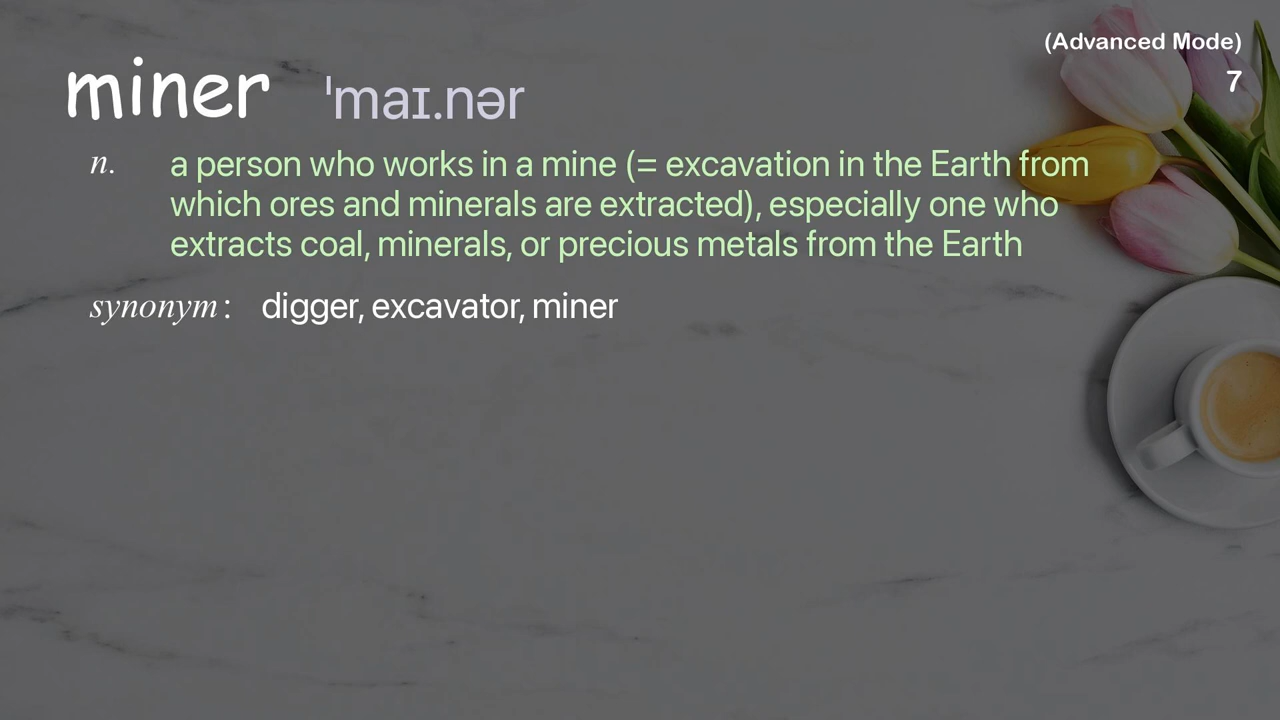 (Advanced Mode)
7
miner ˈmaɪ.nər
n. a person who works in a mine (= excavation in the Earth from
which ores and minerals are extracted), especially one who
extracts coal, minerals, or precious metals from the Earth
synonym : digger, excavator, miner